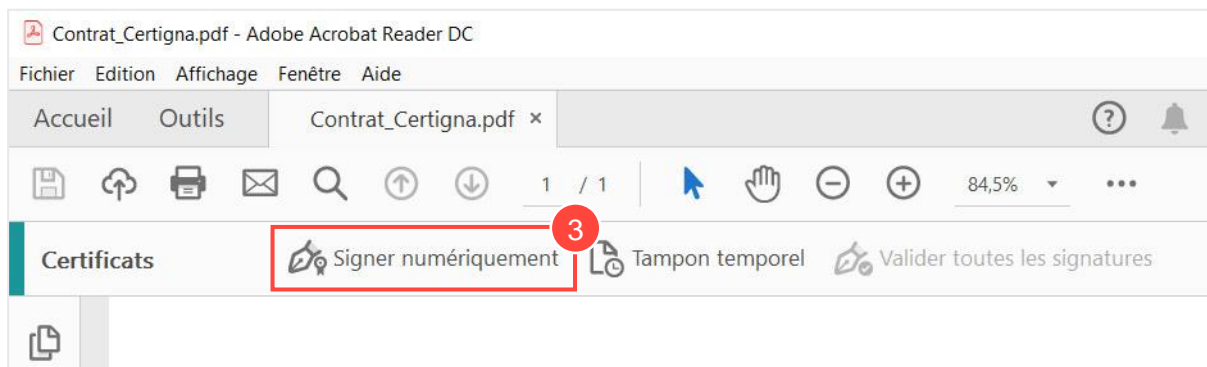 Contrat_Certigna.pdf - Adobe Acrobat Reader DC
Fichier Edition Affichage Fenêtre Aide
Accueil Outils Contrat_Certigna.pdf × ?
1 / 1 84,5%
3
Certificats Signer numériquement Tampon temporel Valider toutes les signatures